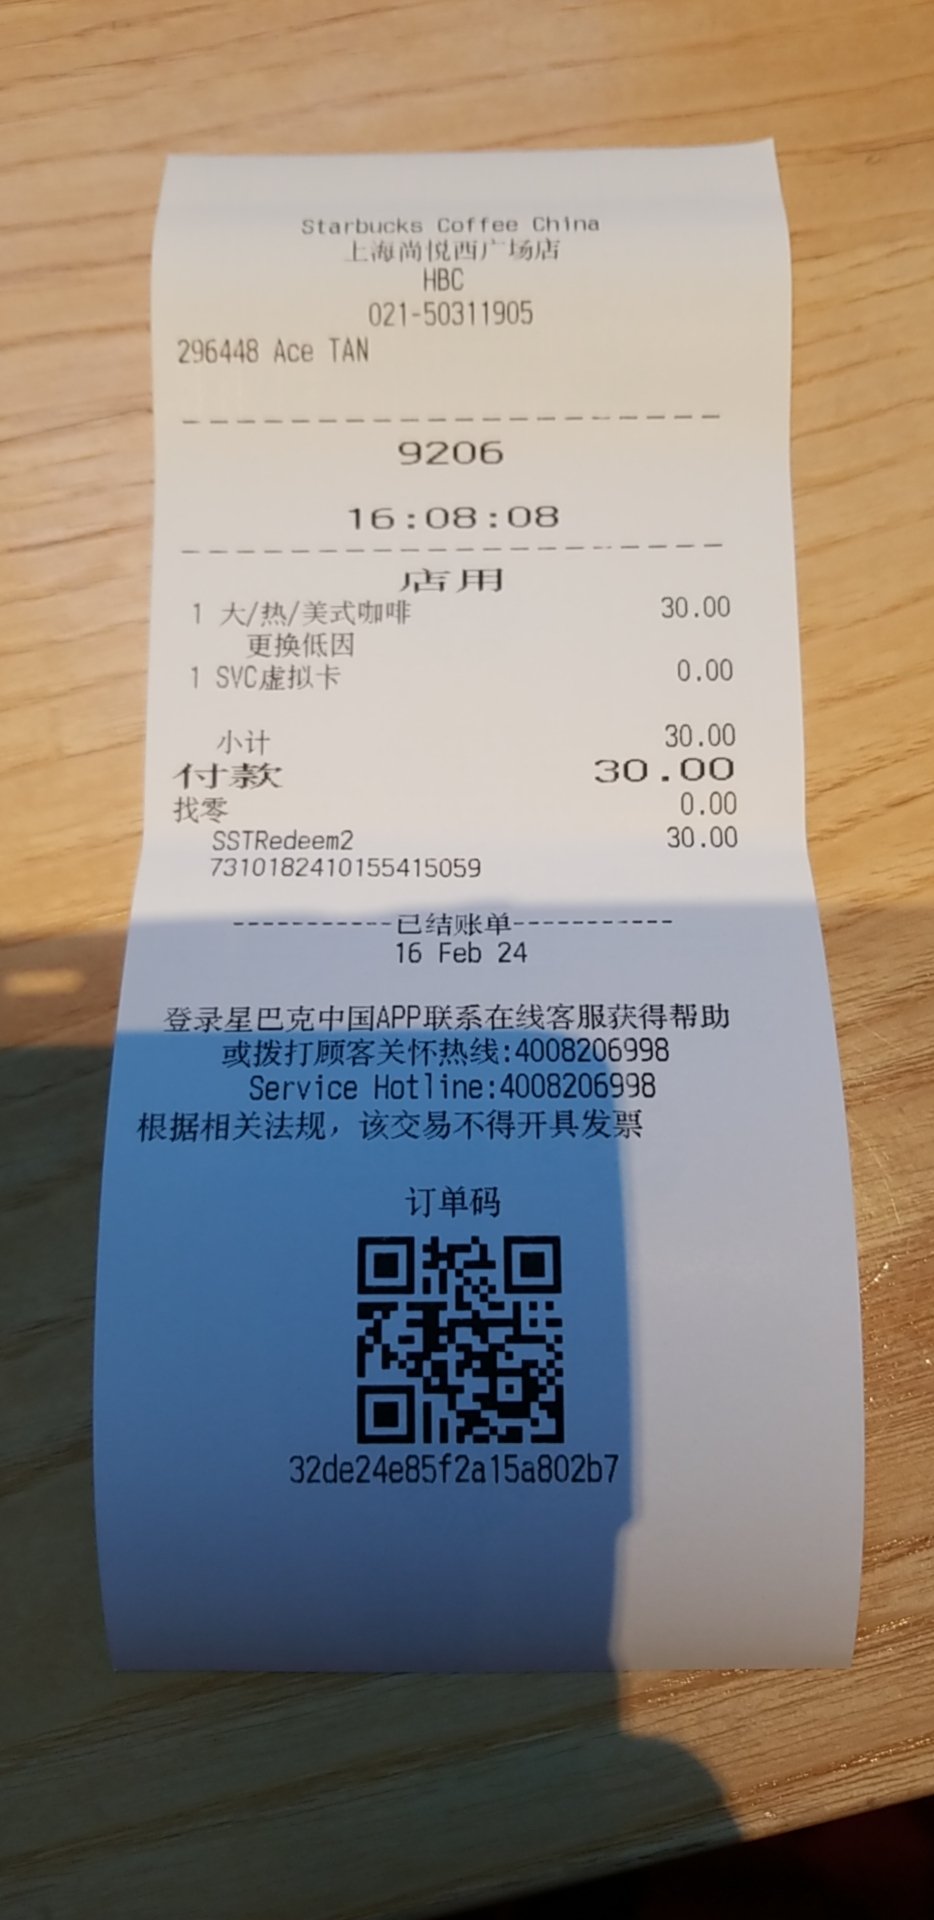 Starbucks Coffee China
上海尚悦西广场店
HBC
021-50311905
296448 Ace TAN
9206
16:08:08
店用
1 大/热/美式咖啡 30.00
更换低因
1 SVC虚拟卡 0.00
小计 30.00
付款 30.00
找零 0.00
SSTRedeem2 30.00
7310182410155415059
-----------已结账单-----------
16 Feb 24
登录星巴克中国APP联系在线客服获得帮助
或拨打顾客关怀热线:4008206998
Service Hotline:4008206998
根据相关法规，该交易不得开具发票
订单码
32de24e85f2a15a802b7